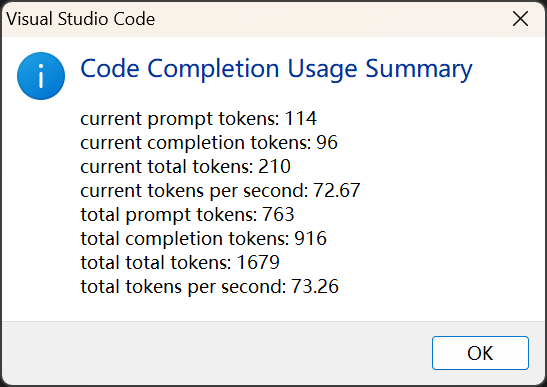 Visual Studio Code
Code Completion Usage Summary
current prompt tokens: 114
current completion tokens: 96
current total tokens: 210
current tokens per second: 72.67
total prompt tokens: 763
total completion tokens: 916
total total tokens: 1679
total tokens per second: 73.26
OK